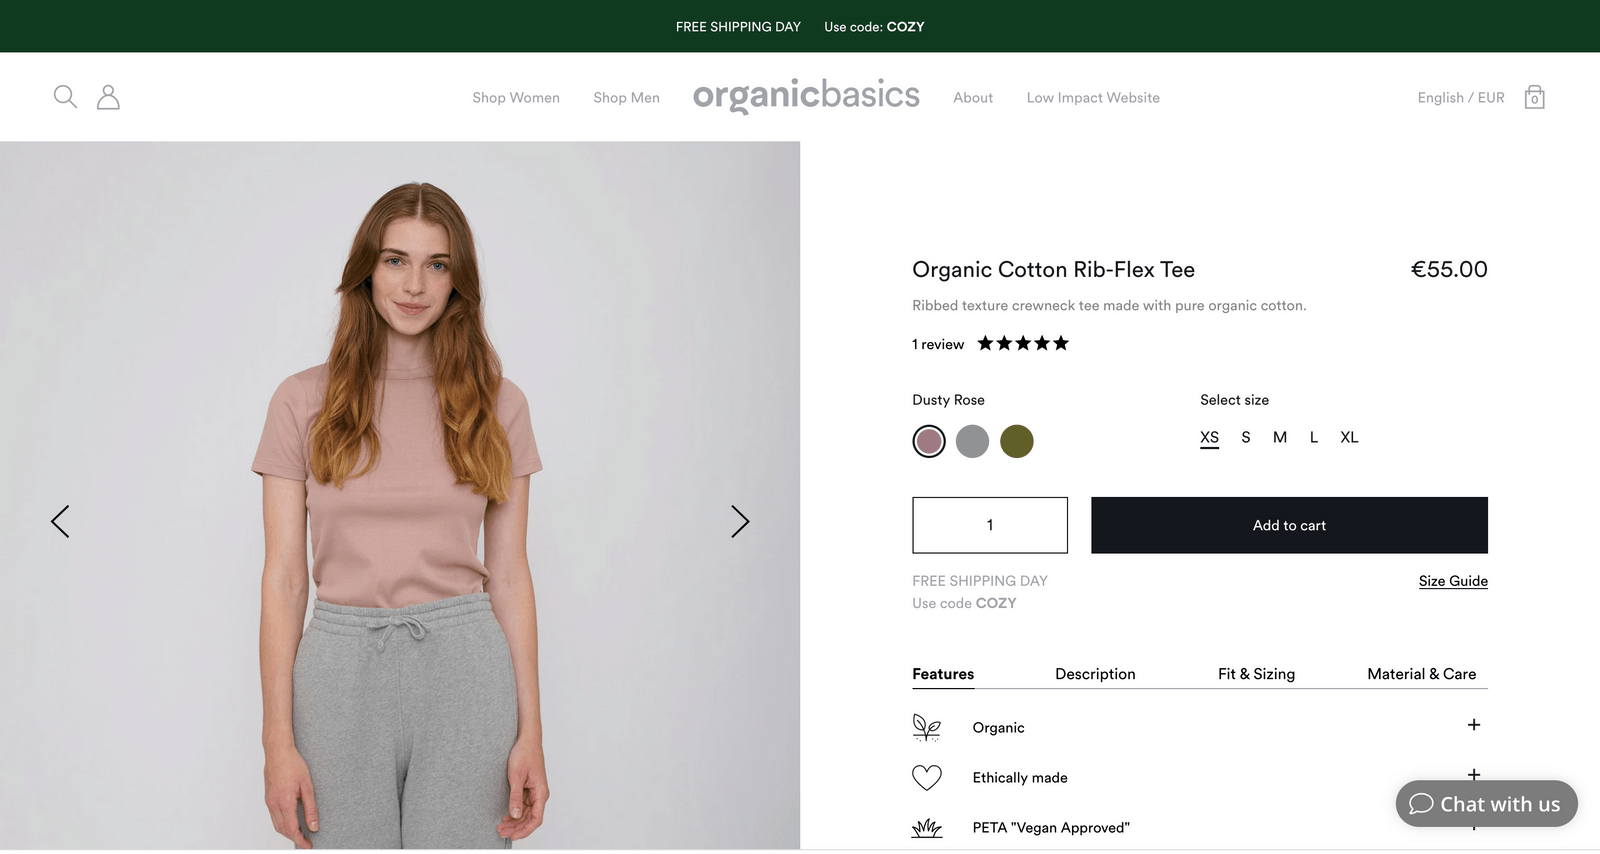 FREE SHIPPING DAY Use code: COZY
Shop Women Shop Men organicbasics About Low Impact Website English / EUR 0
Organic Cotton Rib-Flex Tee €55.00
Ribbed texture crewneck tee made with pure organic cotton.
1 review
Dusty Rose Select size
XS S M L XL
1 Add to cart
FREE SHIPPING DAY Size Guide
Use code COZY
Features Description Fit & Sizing Material & Care
Organic +
Ethically made +
Chat with us
PETA "Vegan Approved"